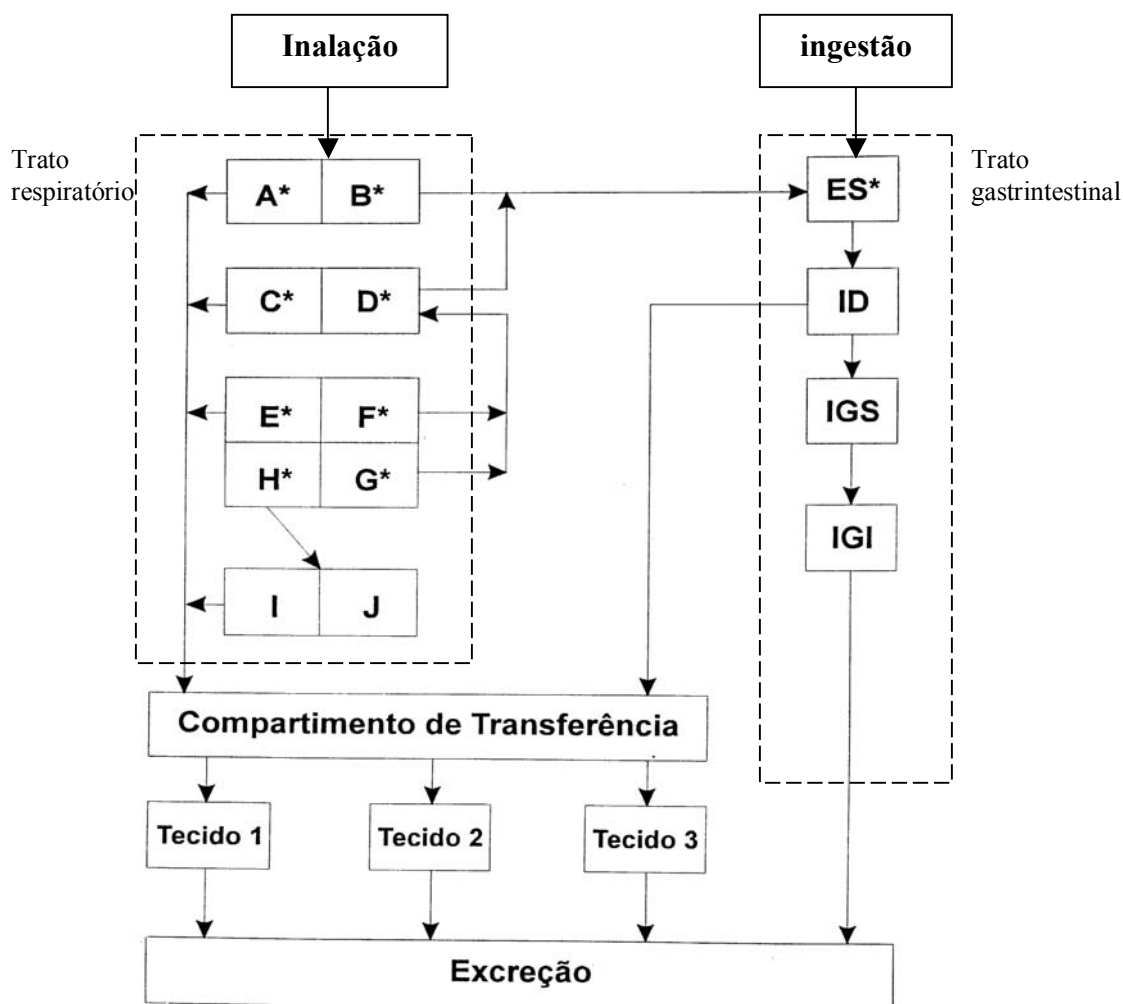 Inalação
ingestão
Trato
respiratório
Trato
gastrintestinal
A* B*
ES*
C* D*
ID
E* F*
IGS
H* G*
IGI
I J
Compartimento de Transferência
Tecido 1 Tecido 2 Tecido 3
Excreção